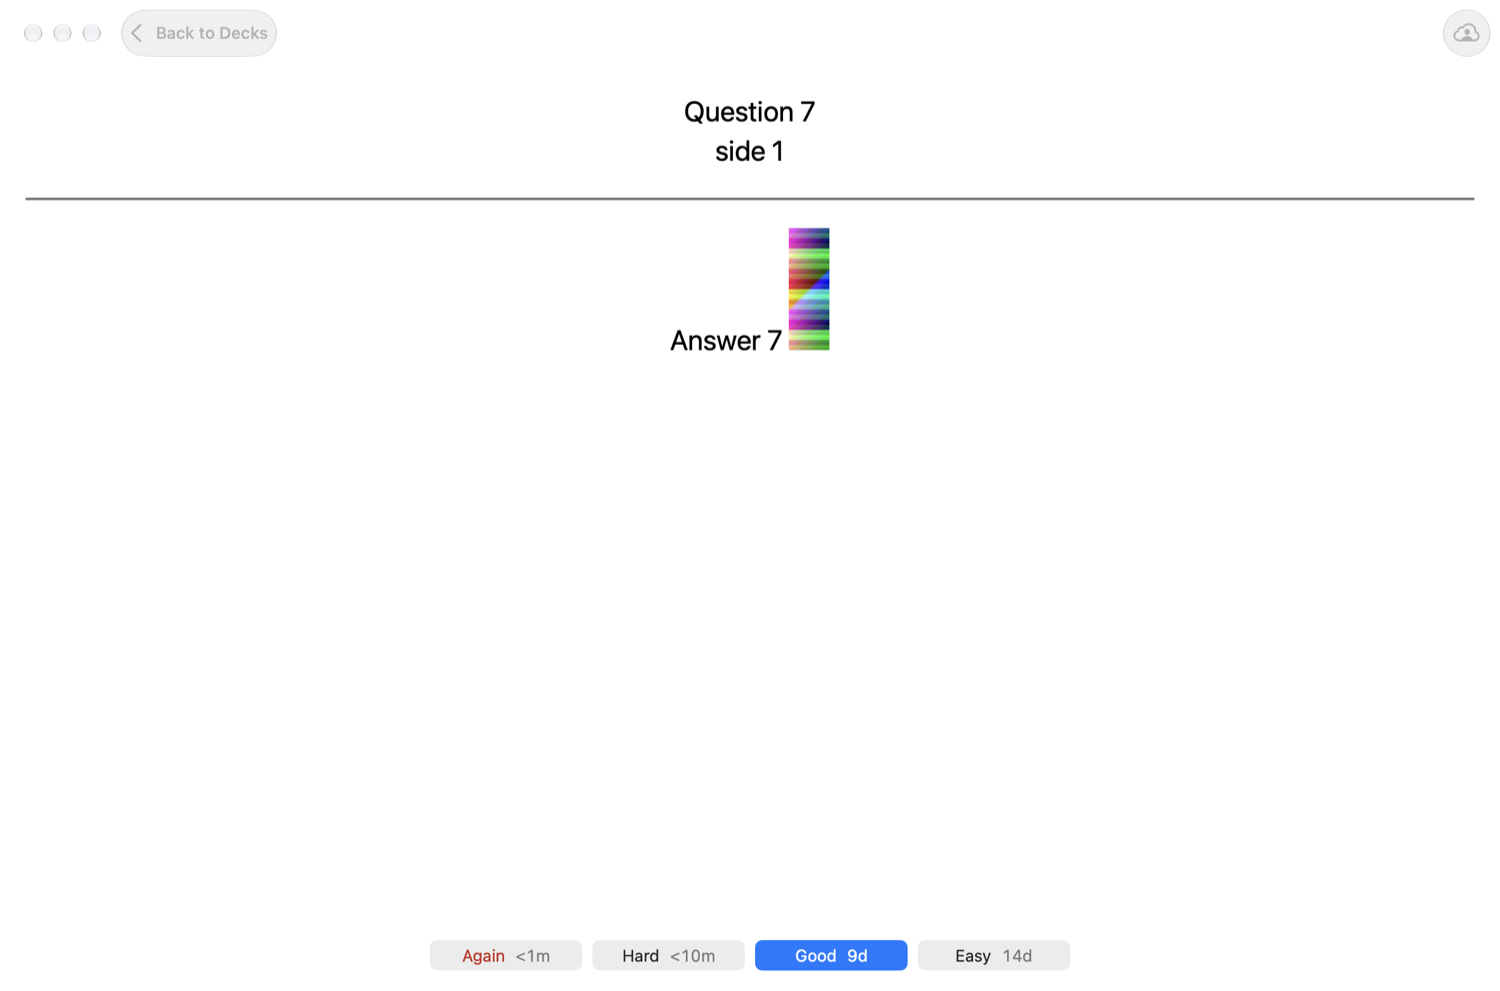 Back to Decks
Question 7
side 1
Answer 7
Again <1m
Hard <10m
Good 9d
Easy 14d